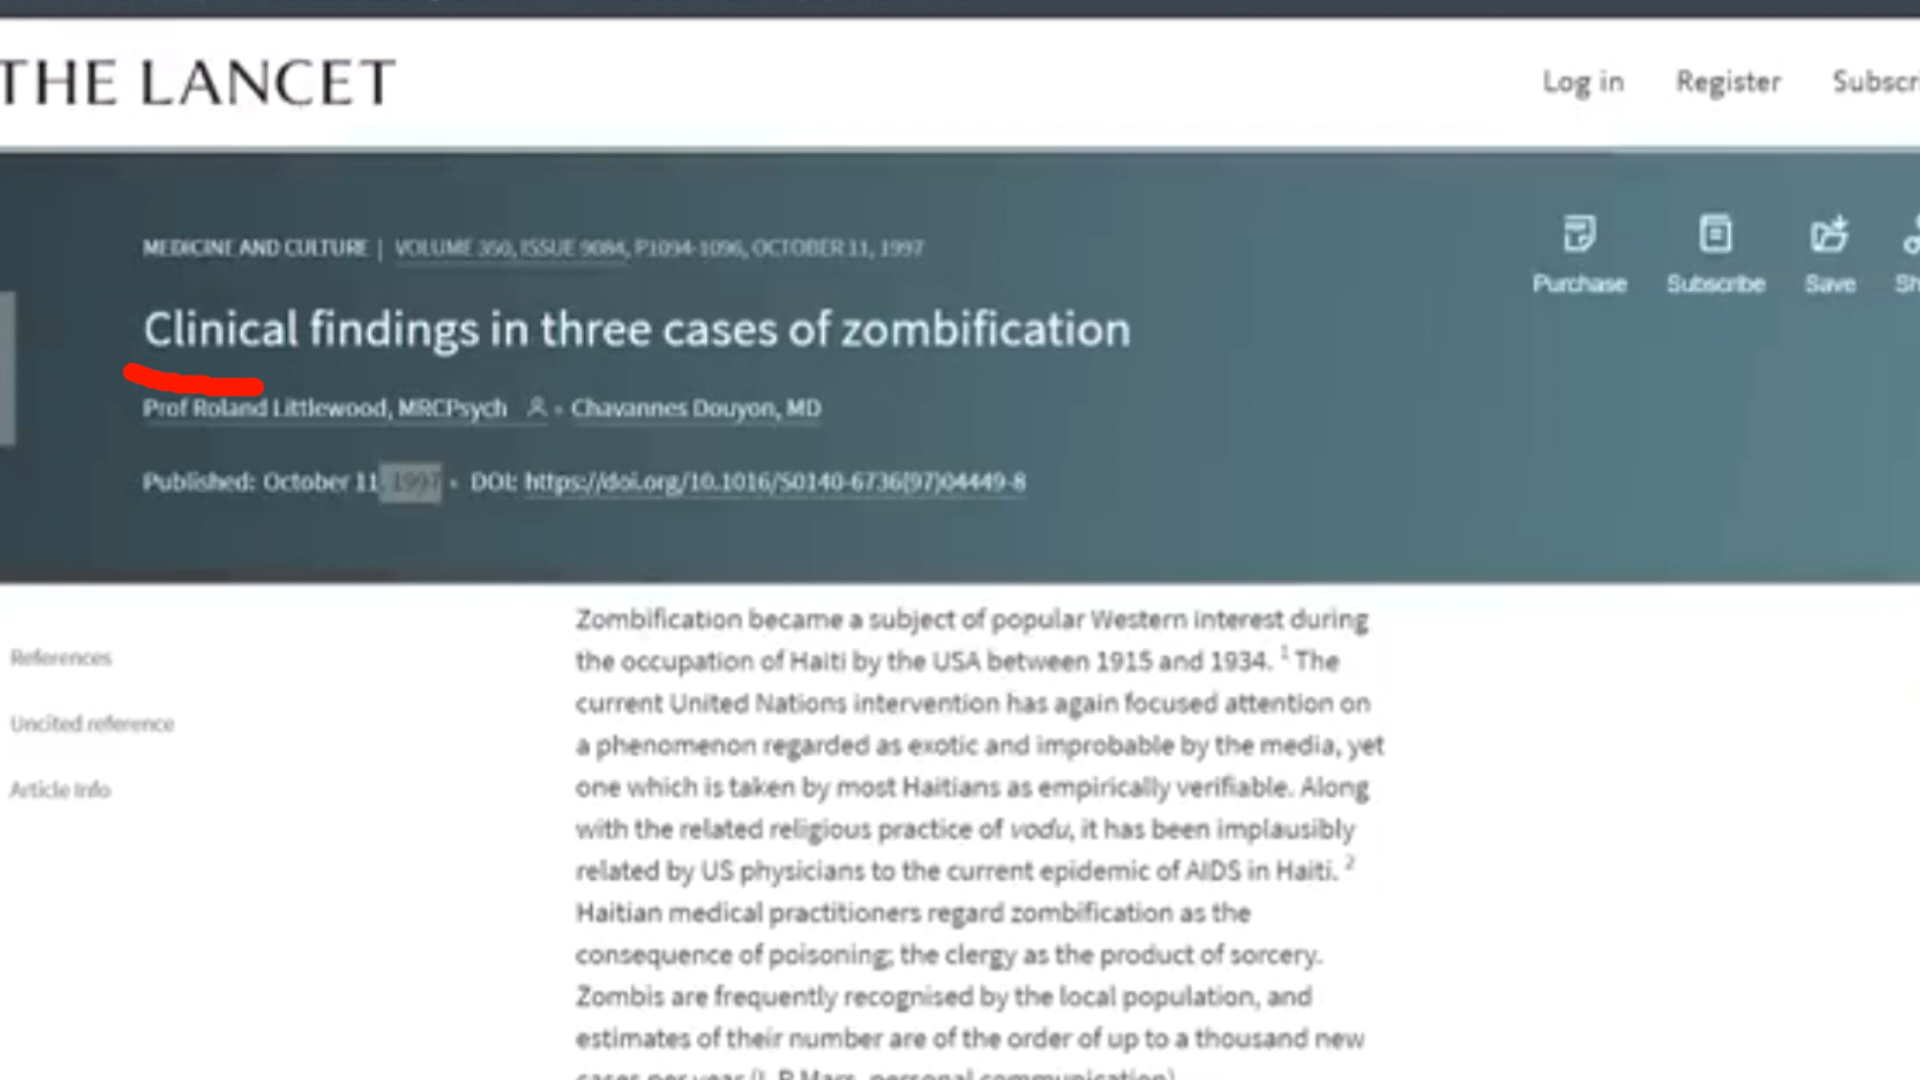 THE LANCET
Log in Register
MEDICINE AND CULTURE | VOLUME 350, ISSUE 9084, P1094-1096, OCTOBER 11, 1997
Purchase Subscribe Save
Clinical findings in three cases of zombification
Prof Roland Littlewood, MRCPsych • Chavannes Douyon, MD
Published: October 11, 1997 • DOI: https://doi.org/10.1016/S0140-6736(97)04449-8
Zombification became a subject of popular Western interest during
the occupation of Haiti by the USA between 1915 and 1934. 1 The
current United Nations intervention has again focused attention on
a phenomenon regarded as exotic and improbable by the media, yet
one which is taken by most Haitians as empirically verifiable. Along
with the related religious practice of vodu, it has been implausibly
related by US physicians to the current epidemic of AIDS in Haiti. 2
Haitian medical practitioners regard zombification as the
consequence of poisoning; the clergy as the product of sorcery.
Zombis are frequently recognised by the local population, and
estimates of their number are of the order of up to a thousand new
References
Uncited reference
Article Info